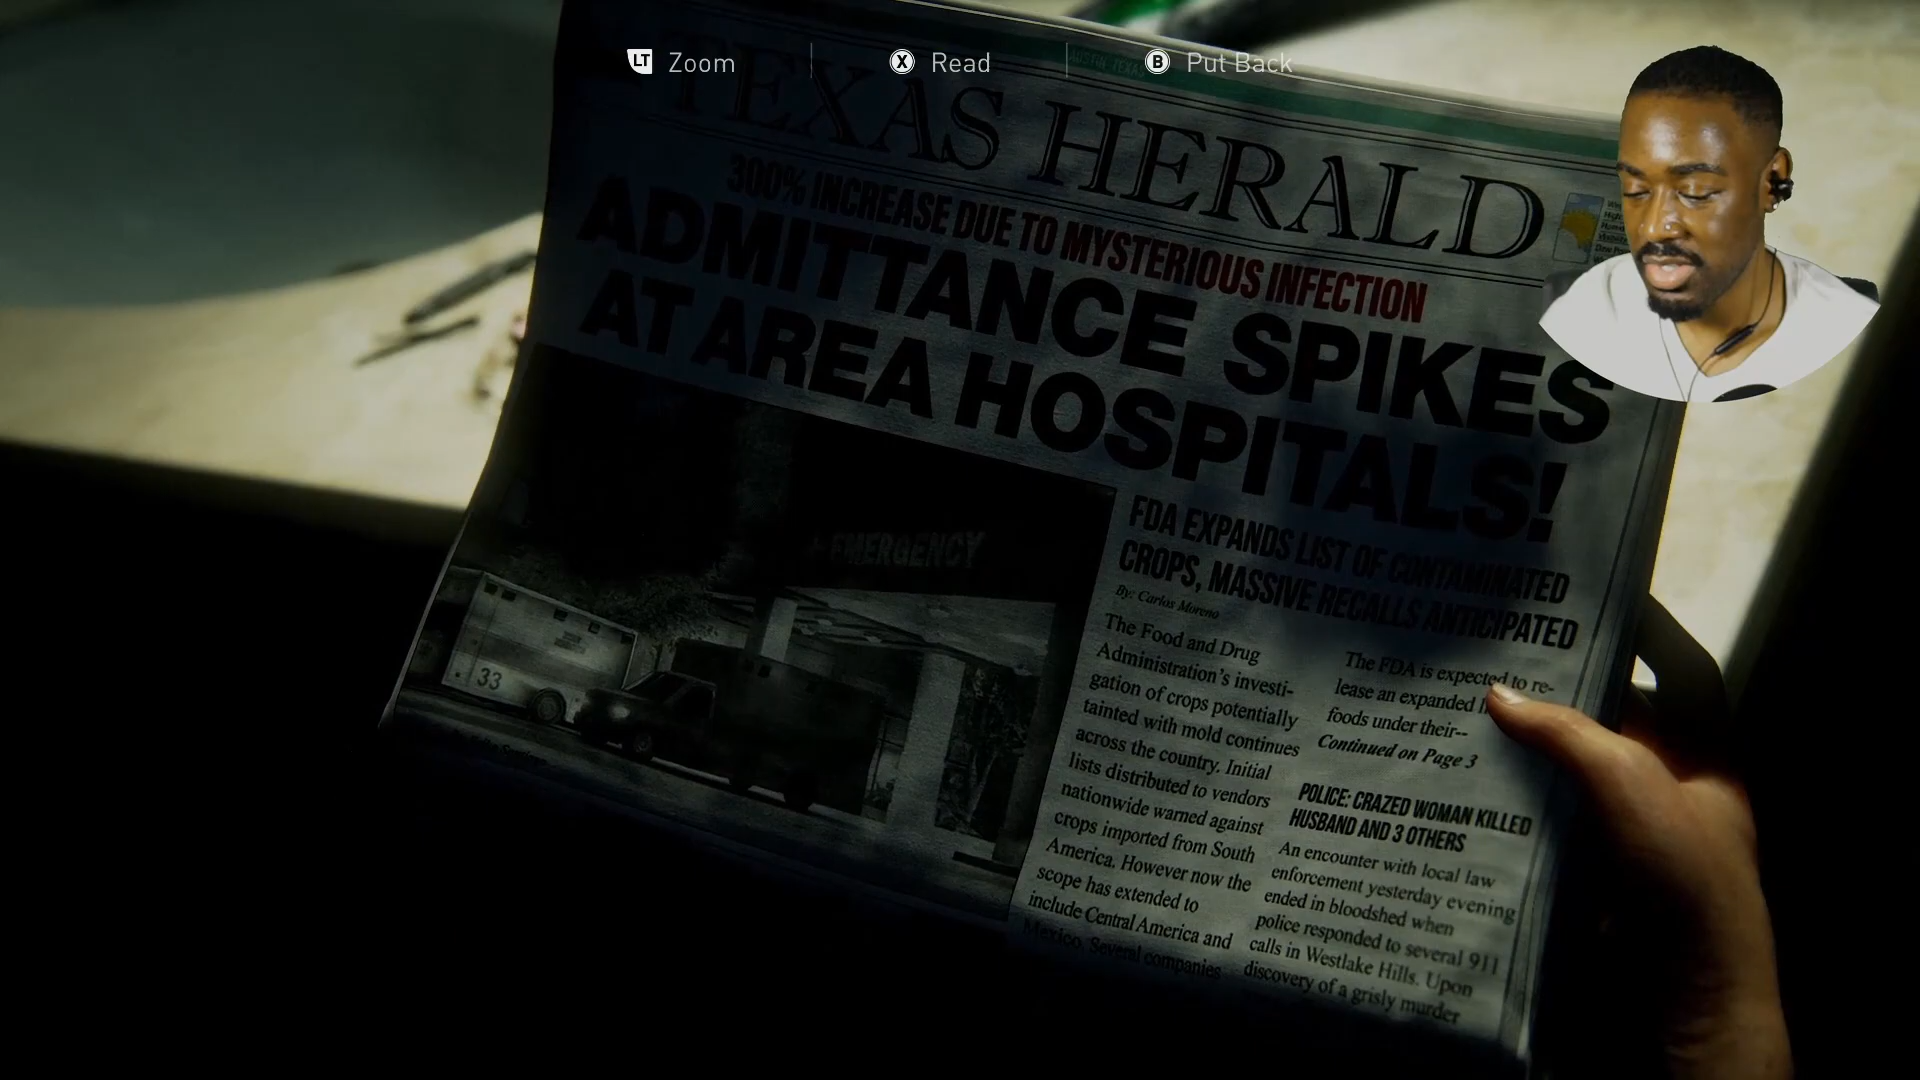 LT Zoom
X Read
B Put Back
AUSTIN, TEXAS
TEXAS HERALD
300% INCREASE DUE TO MYSTERIOUS INFECTION
ADMITTANCE SPIKES
AT AREA HOSPITALS!
EMERGENCY
33
FDA EXPANDS LIST OF CONTAMINATED
CROPS, MASSIVE RECALLS ANTICIPATED
By: Carlos Moreno
The Food and Drug
Administration's investi-
gation of crops potentially
tainted with mold continues
across the country. Initial
lists distributed to vendors
nationwide warned against
crops imported from South
America. However now the
scope has extended to
include Central America and
Mexico. Several companies
The FDA is expected to re-
lease an expanded
foods under their--
Continued on Page 3
POLICE: CRAZED WOMAN KILLED
HUSBAND AND 3 OTHERS
An encounter with local law
enforcement yesterday evening
ended in bloodshed when
police responded to several 911
calls in Westlake Hills. Upon
discovery of a grisly murder